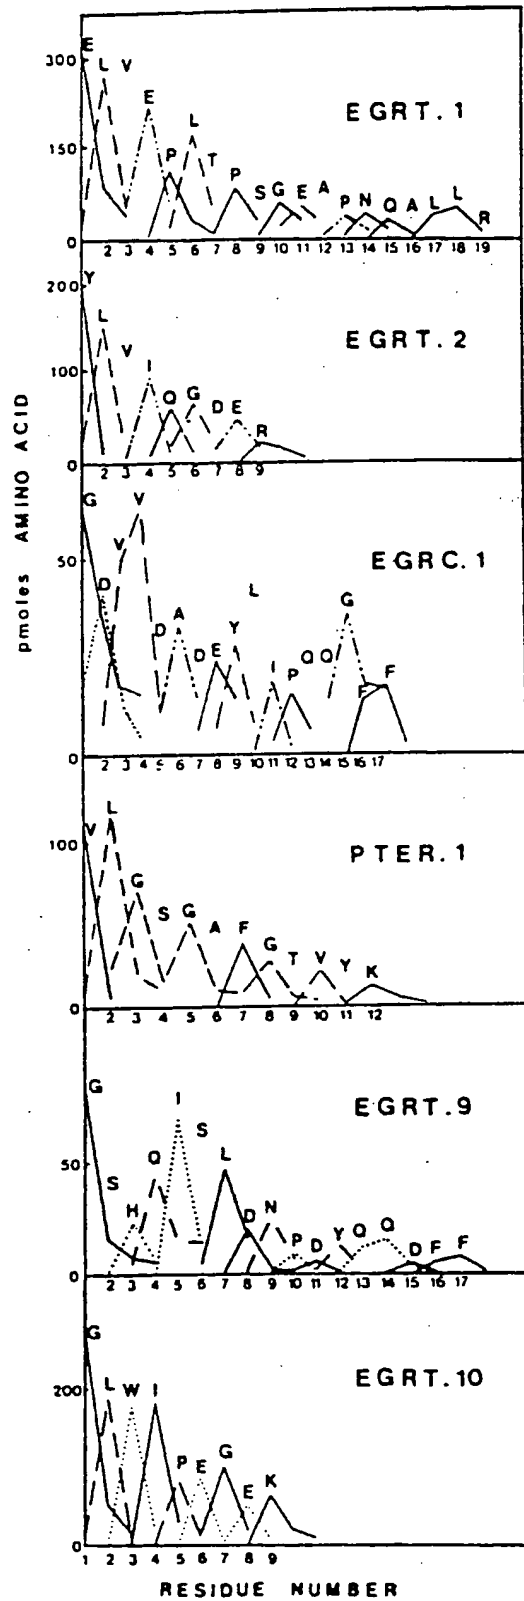 E L V E P L T P S G E A P N Q A L L R
EGRT.1
300
150
0
2 3 4 5 6 7 8 9 10 11 12 13 14 15 16 17 18 19
Y L V I Q G D E R
EGRT.2
200
100
0
2 3 4 5 6 7 8 9
pmoles AMINO ACID
G D V V D A D E Y L I P Q Q G F F
EGRC.1
50
0
2 3 4 5 6 7 8 9 10 11 12 13 14 15 16 17
V L G S G A F G T V Y K
PTER.1
100
0
2 3 4 5 6 7 8 9 10 11 12
G S H Q I S L D N P D Y Q Q D F F
EGRT.9
50
0
2 3 4 5 6 7 8 9 10 11 12 13 14 15 16 17
G L W I P E G E K
EGRT.10
200
0
1 2 3 4 5 6 7 8 9
RESIDUE NUMBER